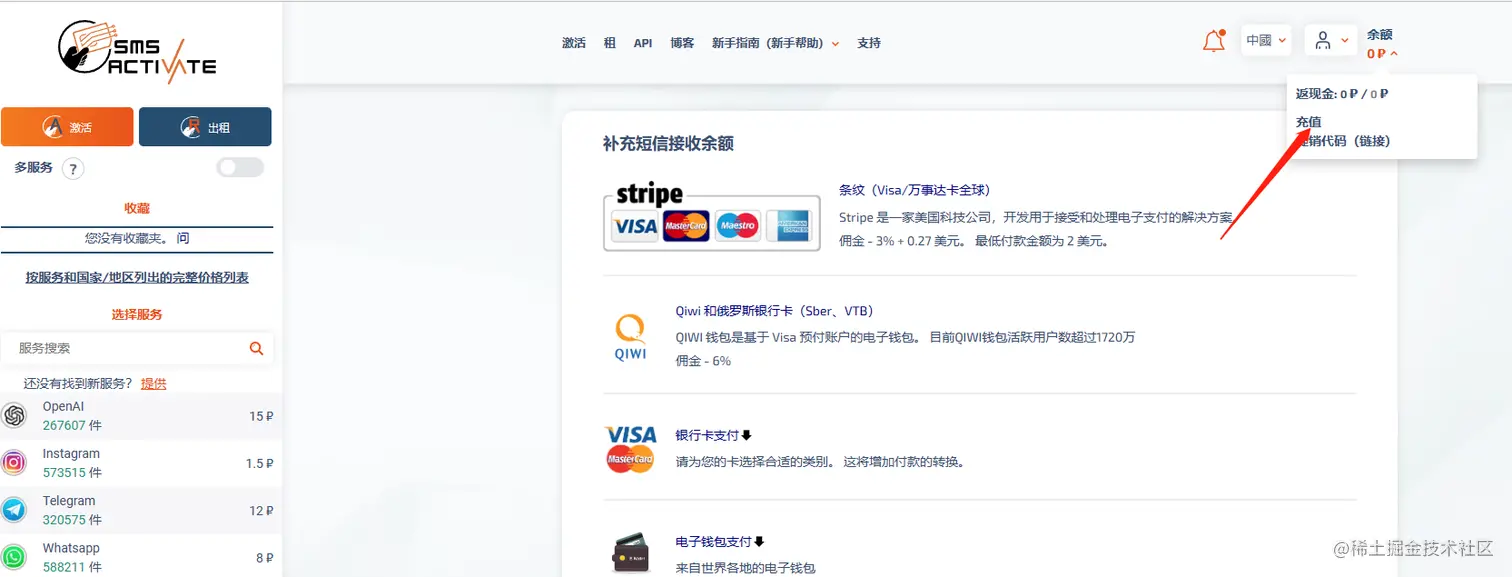 SMS
ACTIVATE
激活
出租
多服务
?
收藏
您没有收藏夹。 问
按服务和国家/地区列出的完整价格列表
选择服务
服务搜索
还没有找到新服务? 提供
OpenAI
267607 件
15 ₽
Instagram
573515 件
1.5 ₽
Telegram
320575 件
12 ₽
Whatsapp
588211 件
8 ₽
激活 租 API 博客 新手指南(新手帮助) 支持
中國
余额
0 ₽
返现金: 0 ₽ / 0 ₽
充值
销代码(链接)
补充短信接收余额
stripe
VISA MasterCard Maestro AMERICAN EXPRESS
条纹(Visa/万事达卡全球)
Stripe 是一家美国科技公司,开发用于接受和处理电子支付的解决方案
佣金 - 3% + 0.27 美元。 最低付款金额为 2 美元。
QIWI
Qiwi 和俄罗斯银行卡(Sber、VTB)
QIWI 钱包是基于 Visa 预付账户的电子钱包。 目前QIWI钱包活跃用户数超过1720万
佣金 - 6%
VISA
MasterCard
银行卡支付
请为您的卡选择合适的类别。 这将增加付款的转换。
电子钱包支付
来自世界各地的电子钱包
@稀土掘金技术社区